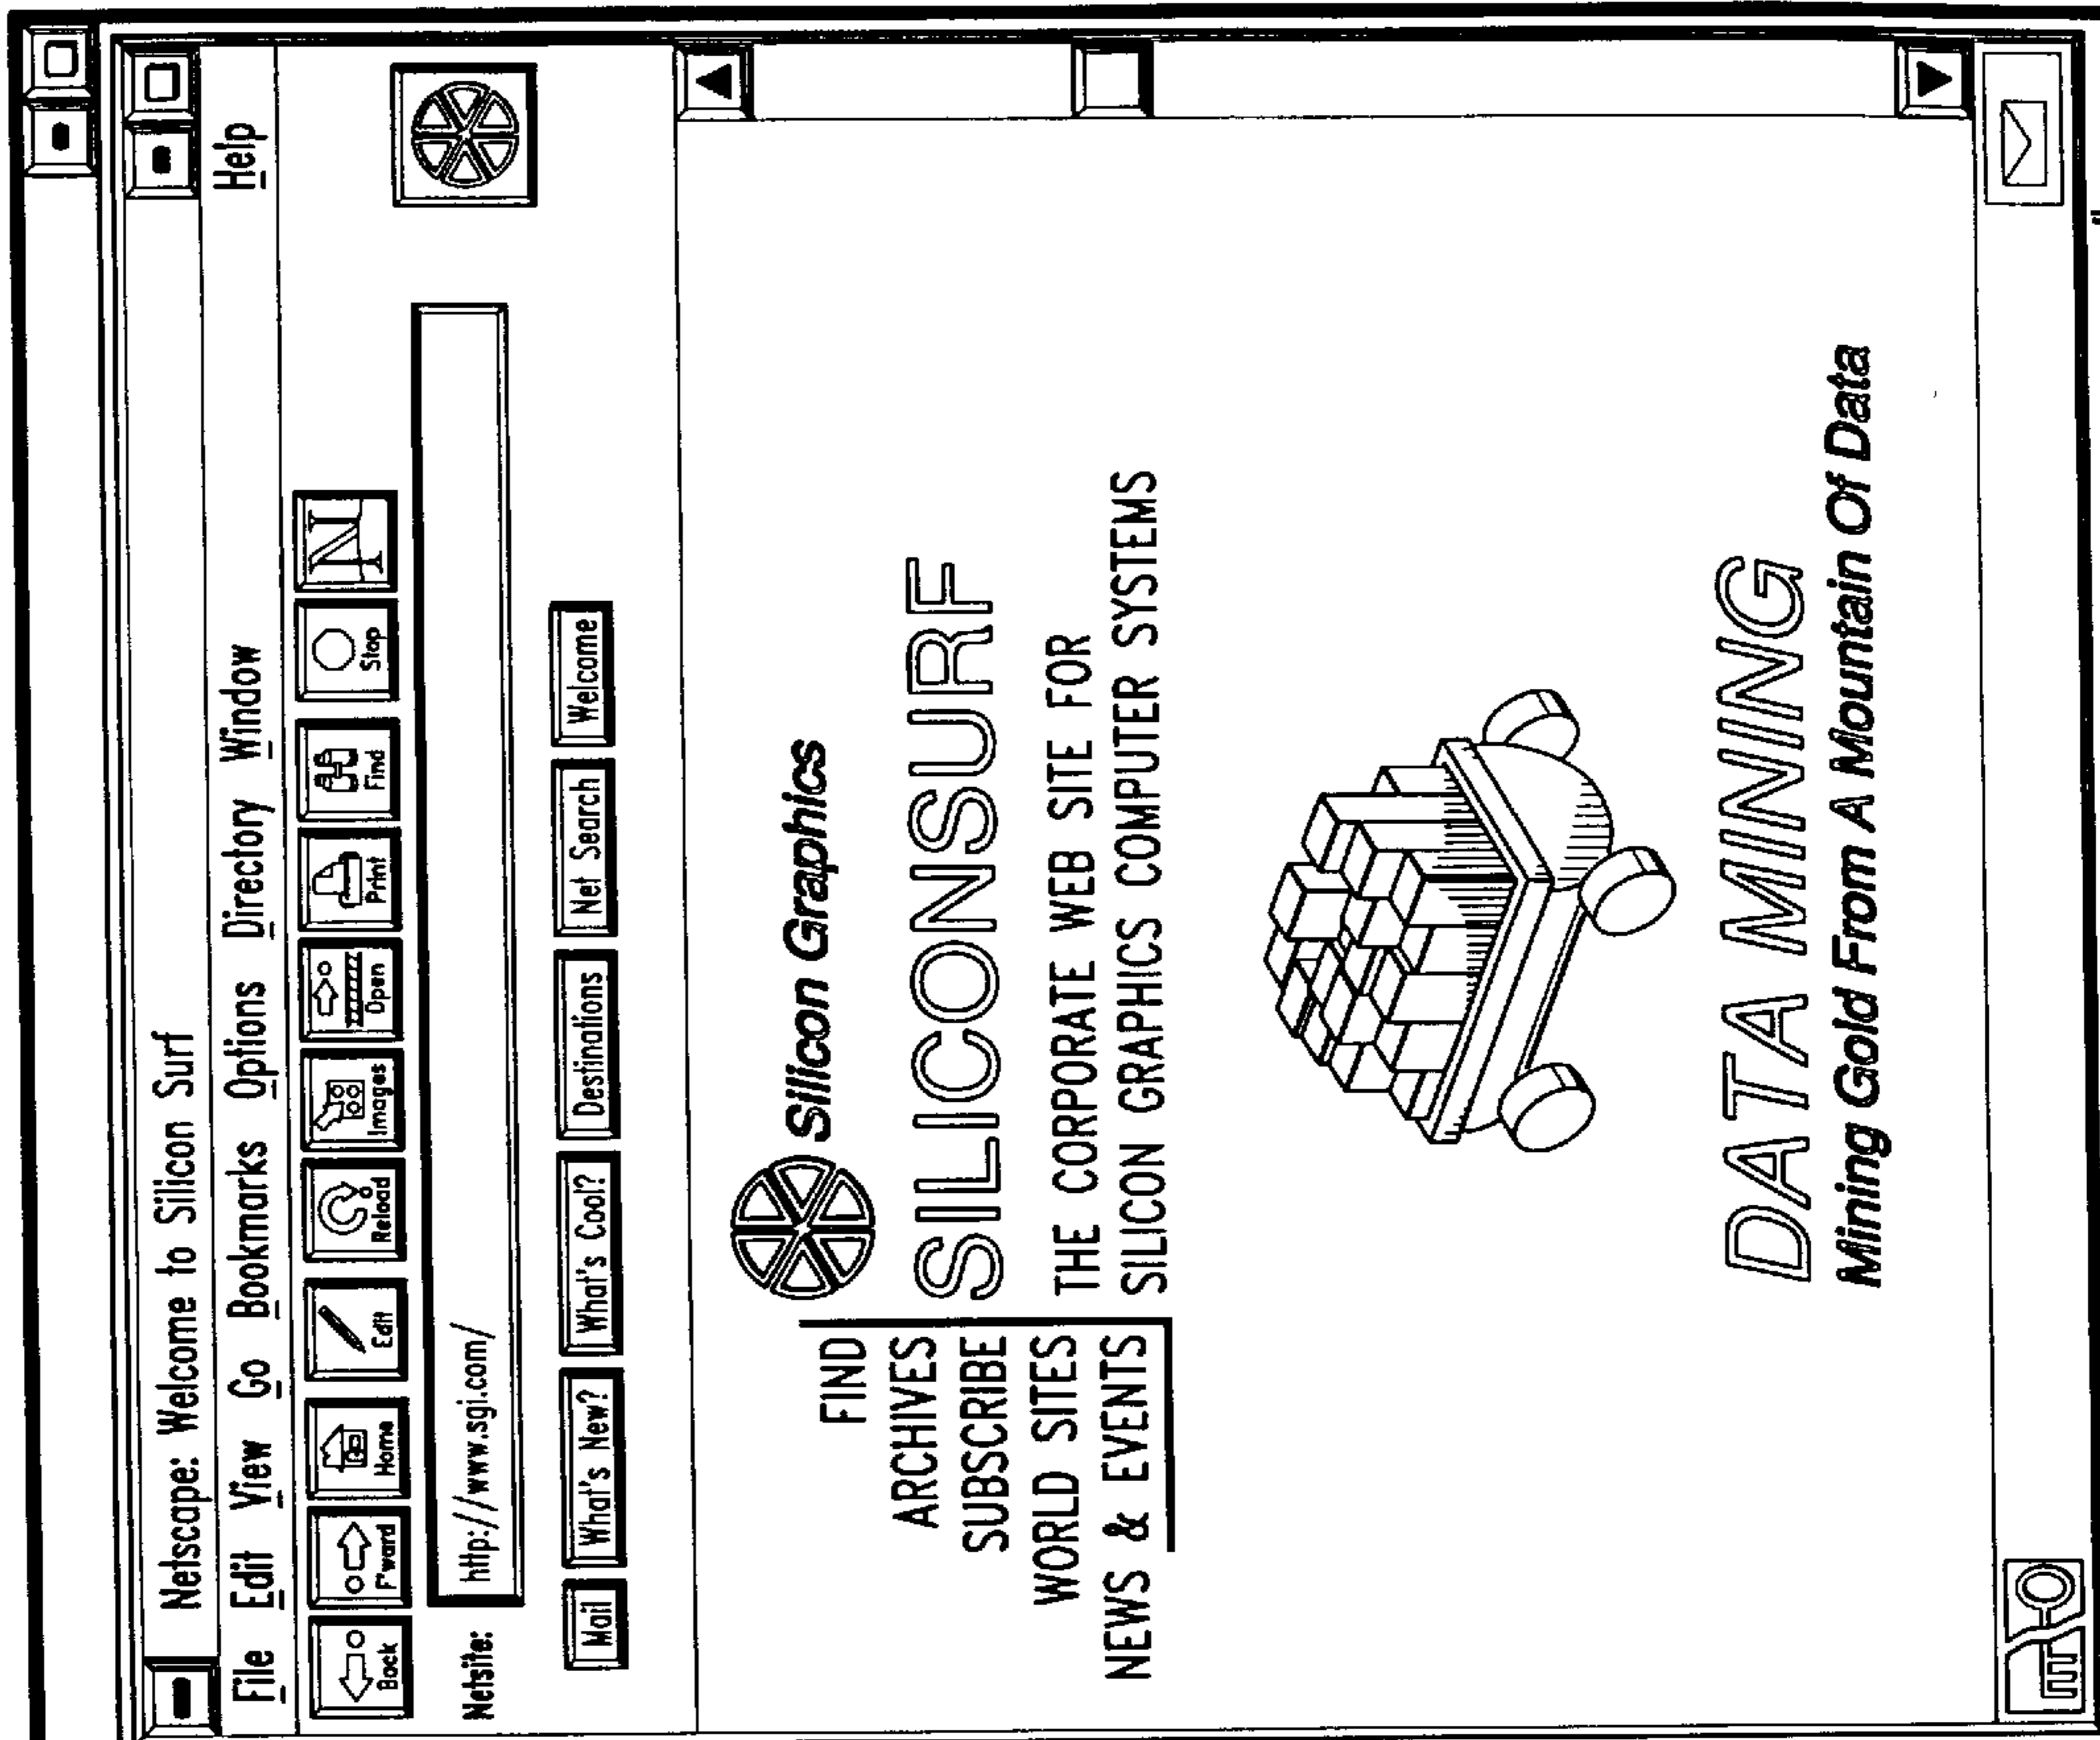 Netscape: Welcome to Silicon Surf
File Edit View Go Bookmarks Options Directory Window Help
Back F'ward Home Edit Reload Images Open Print Find Stop N
Netsite: http://www.sgi.com/
Mail What's New? What's Cool? Destinations Net Search Welcome
Silicon Graphics
SILICONSURF
THE CORPORATE WEB SITE FOR
SILICON GRAPHICS COMPUTER SYSTEMS
FIND
ARCHIVES
SUBSCRIBE
WORLD SITES
NEWS & EVENTS
DATA MINING
Mining Gold From A Mountain Of Data